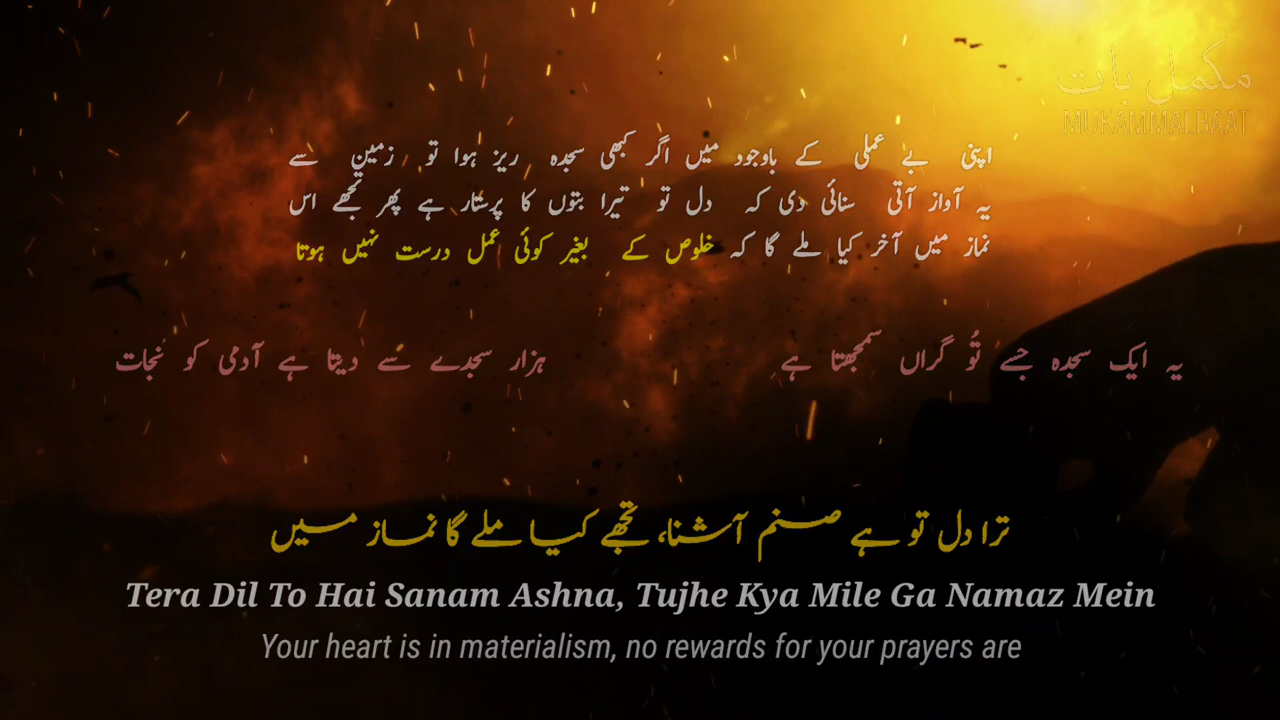 مکمل بات
MUKAMMAL BAAT
اپنی بے عملی کے باوجود میں اگر کبھی سجدہ ریز ہوا تو زمین سے
یہ آواز آتی سنائی دی کہ دل تو تیرا بتوں کا پرستار ہے پھر تجھے اس
نماز میں آخر کیا ملے گا کہ خلوص کے بغیر کوئی عمل درست نہیں ہوتا
یہ ایک سجدہ جسے تُو گراں سمجھتا ہے ہزار سجدے سے دیتا ہے آدمی کو نجات
ترا دل تو ہے صنم آشنا، تجھے کیا ملے گا نماز میں
Tera Dil To Hai Sanam Ashna, Tujhe Kya Mile Ga Namaz Mein
Your heart is in materialism, no rewards for your prayers are